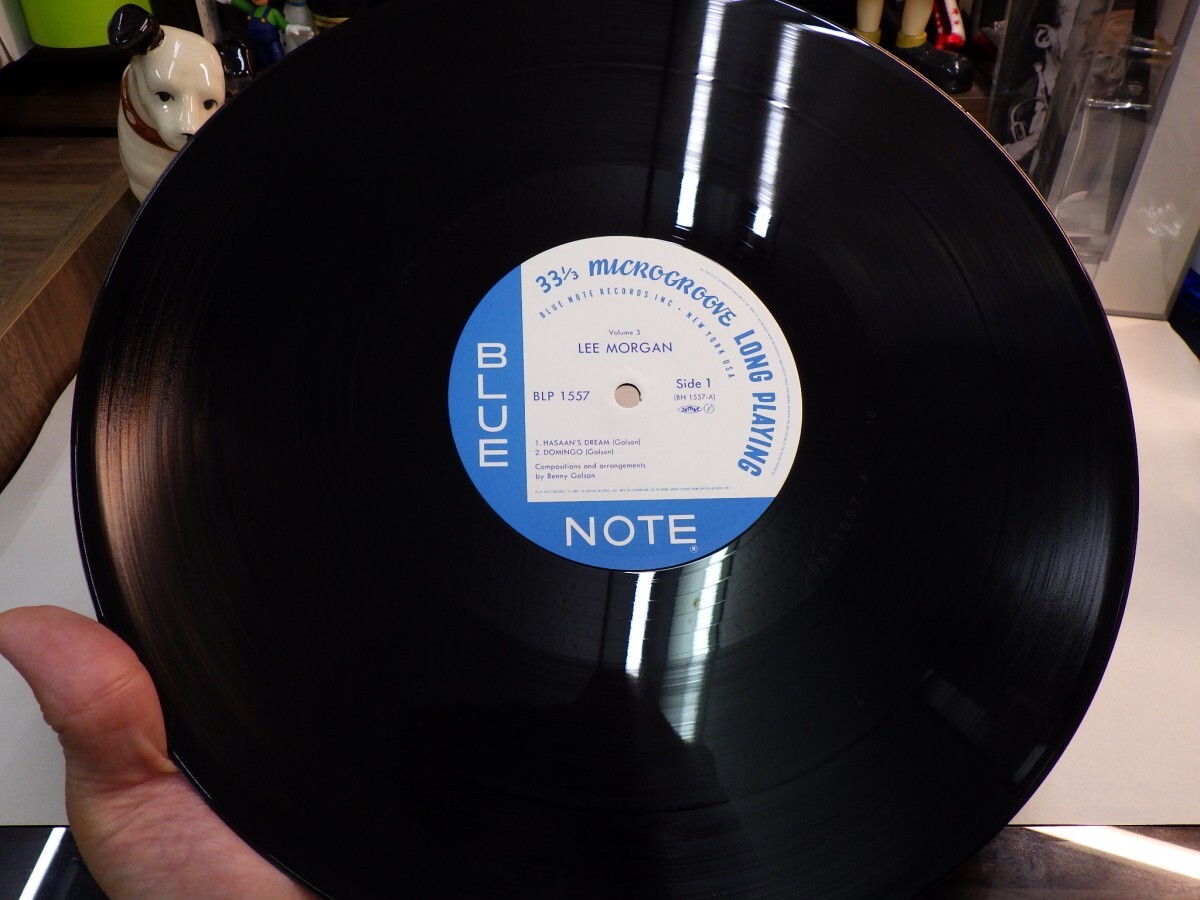 33⅓ MICROGROOVE LONG PLAYING
BLUE NOTE RECORDS INC · NEW YORK USA
Volume 3
LEE MORGAN
BLP 1557
Side 1
(BN 1557-A)
1. HASAAN'S DREAM (Golson)
2. DOMINGO (Golson)
Compositions and arrangements
by Benny Golson
BLUE
NOTE
®